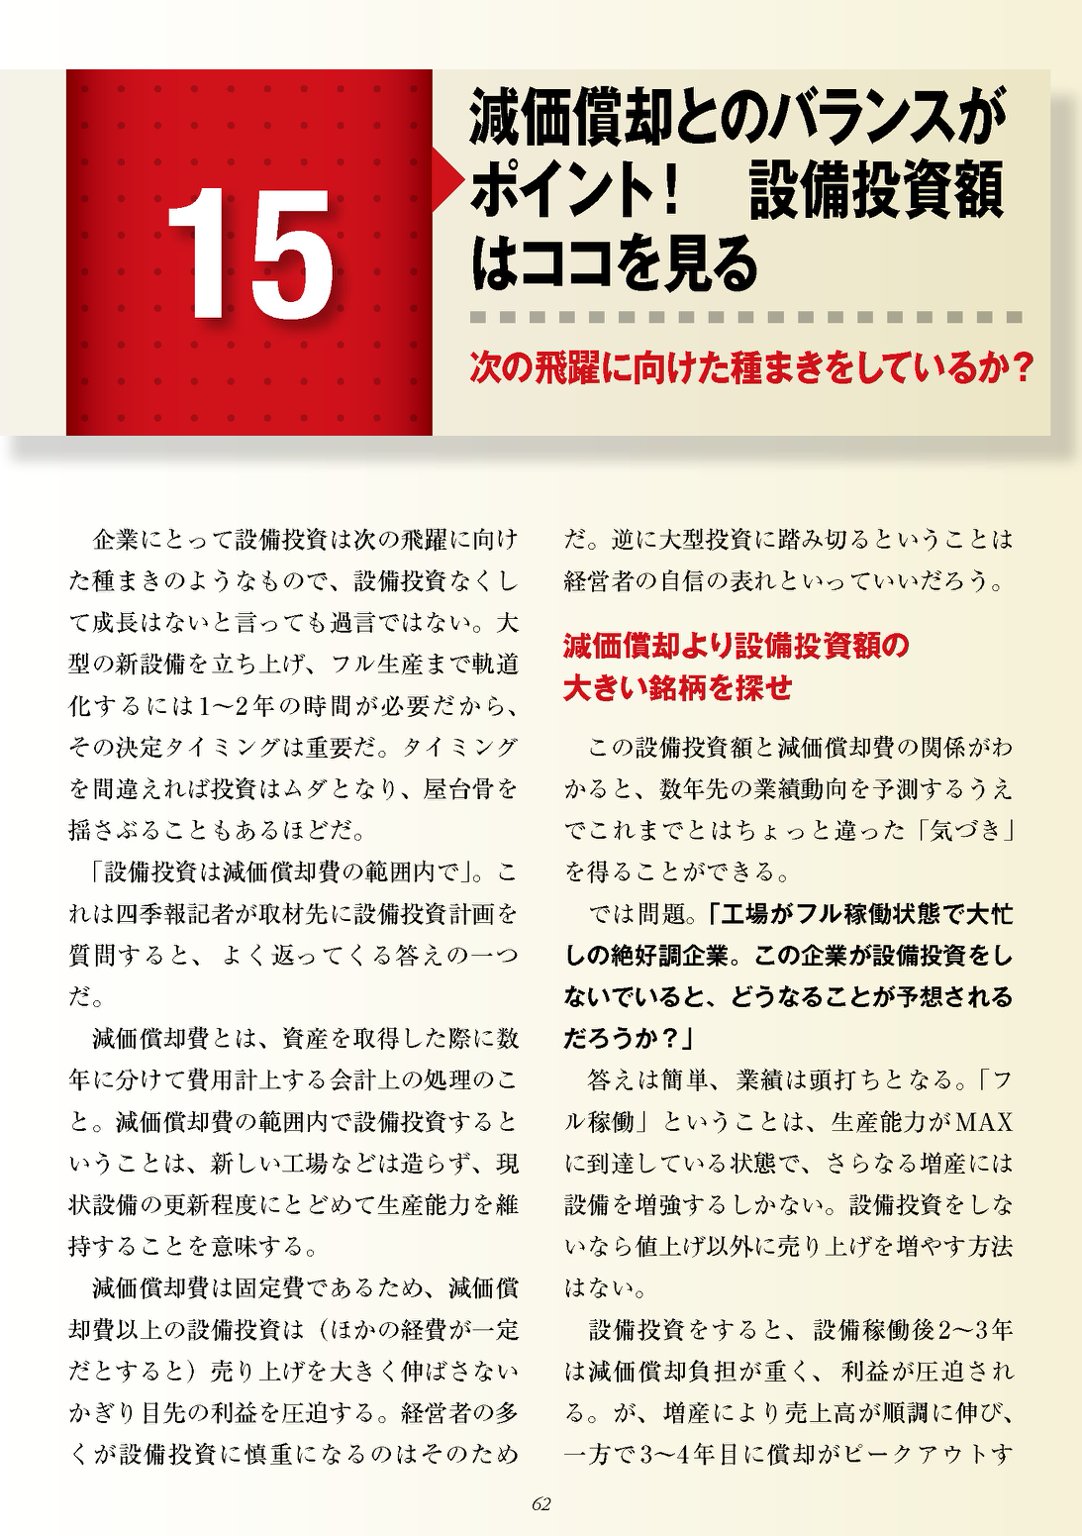 15
減価償却とのバランスが
ポイント！　設備投資額
はココを見る
次の飛躍に向けた種まきをしているか？
　企業にとって設備投資は次の飛躍に向け
た種まきのようなもので、設備投資なくし
て成長はないと言っても過言ではない。大
型の新設備を立ち上げ、フル生産まで軌道
化するには1〜2年の時間が必要だから、
その決定タイミングは重要だ。タイミング
を間違えれば投資はムダとなり、屋台骨を
揺さぶることもあるほどだ。
　「設備投資は減価償却費の範囲内で」。こ
れは四季報記者が取材先に設備投資計画を
質問すると、よく返ってくる答えの一つ
だ。
　減価償却費とは、資産を取得した際に数
年に分けて費用計上する会計上の処理のこ
と。減価償却費の範囲内で設備投資すると
いうことは、新しい工場などは造らず、現
状設備の更新程度にとどめて生産能力を維
持することを意味する。
　減価償却費は固定費であるため、減価償
却費以上の設備投資は（ほかの経費が一定
だとすると）売り上げを大きく伸ばさない
かぎり目先の利益を圧迫する。経営者の多
くが設備投資に慎重になるのはそのため
だ。逆に大型投資に踏み切るということは
経営者の自信の表れといっていいだろう。
減価償却より設備投資額の
大きい銘柄を探せ
　この設備投資額と減価償却費の関係がわ
かると、数年先の業績動向を予測するうえ
でこれまでとはちょっと違った「気づき」
を得ることができる。
　では問題。「工場がフル稼働状態で大忙
しの絶好調企業。この企業が設備投資をし
ないでいると、どうなることが予想される
だろうか？」
　答えは簡単、業績は頭打ちとなる。「フ
ル稼働」ということは、生産能力がMAX
に到達している状態で、さらなる増産には
設備を増強するしかない。設備投資をしな
いなら値上げ以外に売り上げを増やす方法
はない。
　設備投資をすると、設備稼働後2〜3年
は減価償却負担が重く、利益が圧迫され
る。が、増産により売上高が順調に伸び、
一方で3〜4年目に償却がピークアウトす
62